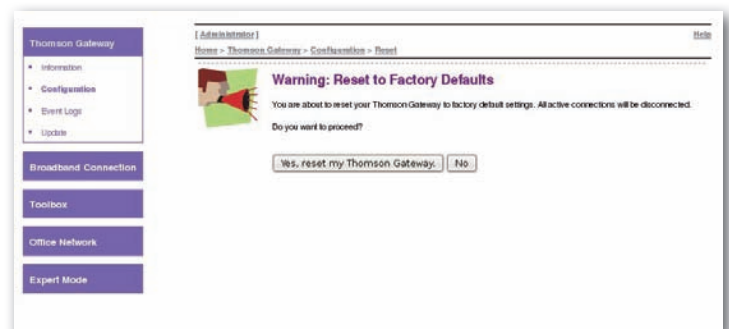 Thomson Gateway
Information
Configuration
Event Logs
Update
Broadband Connection
Toolbox
Office Network
Expert Mode
[ Administrator ]
Help
Home > Thomson Gateway > Configuration > Reset
Warning: Reset to Factory Defaults
You are about to reset your Thomson Gateway to factory default settings. All active connections will be disconnected.
Do you want to proceed?
Yes, reset my Thomson Gateway.
No